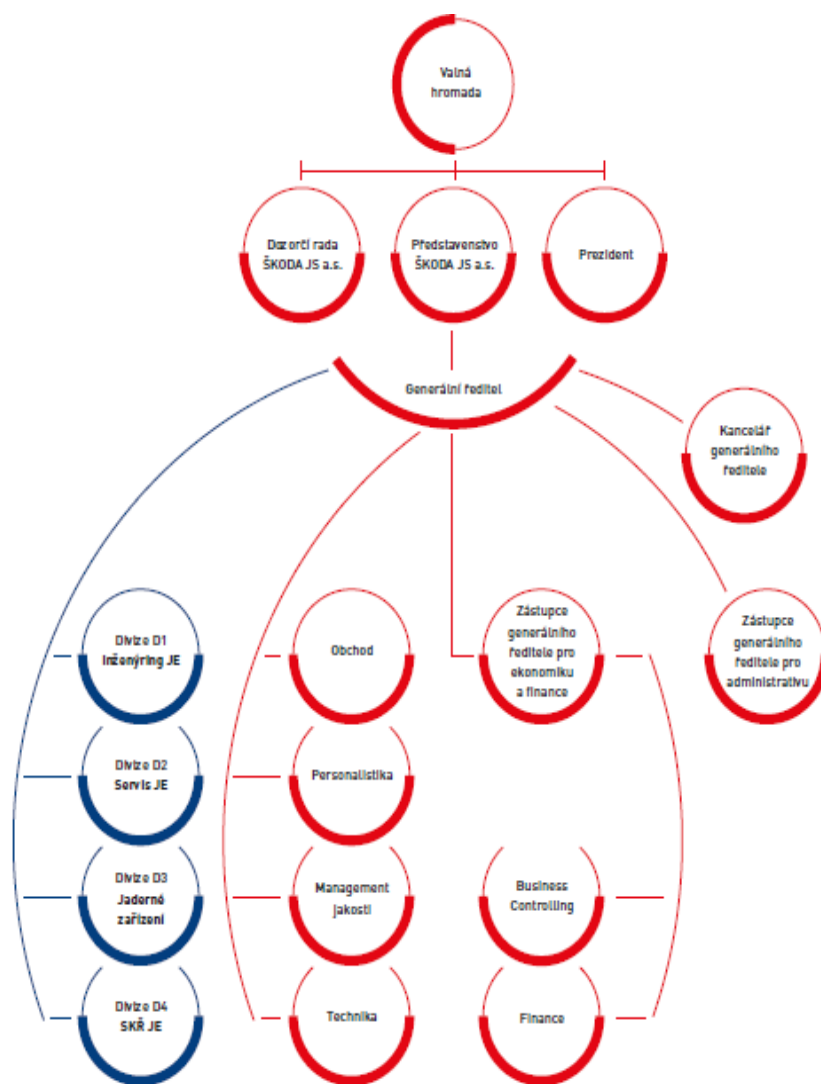 Valná
hromada
Dozorčí rada
ŠKODA JS a.s.
Představenstvo
ŠKODA JS a.s.
Prezident
Generální ředitel
Kancelář
generálního
ředitele
Divize D1
Inženýring JE
Obchod
Zástupce
generálního
ředitele pro
ekonomiku
a finance
Zástupce
generálního
ředitele pro
administrativu
Divize D2
Servis JE
Personalistika
Divize D3
Jaderné
zařízení
Management
jakosti
Business
Controlling
Divize D4
SKŘ JE
Technika
Finance